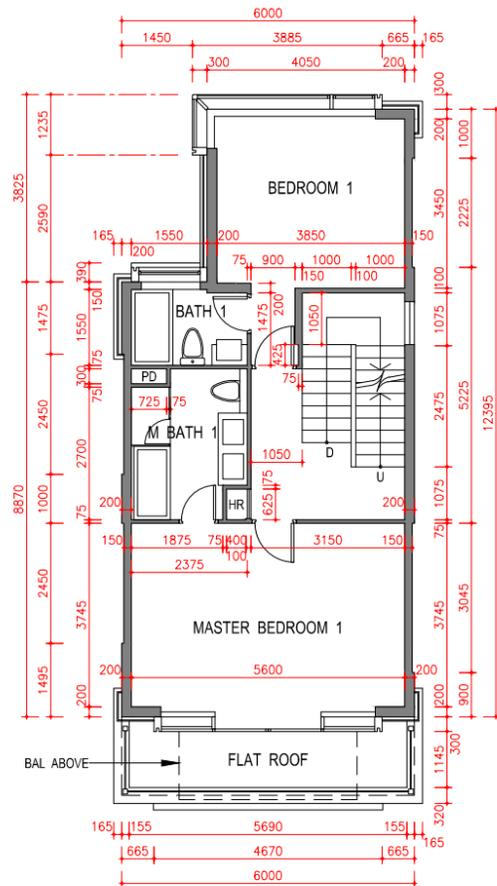 6000
1450 3885 665 165
300 4050 200
300
200 1000
1235
3825
BEDROOM 1
3450 2225
2590
165 1550 200 3850 150
200
75 900 1000 1000
150 100
390
150
200
1475 1550 BATH 1 1475 1050 1075
425
75
300 PD 75
75
725 75
2450 M BATH 1 2475 5225 12395
2700
1050 D
U
8870
75
1000 200 HR 625 200 1075
75 75
150 1875 75 400 3150 150
100
2375
2450 3745 3745 3045
MASTER BEDROOM 1
200 5600 200
1495 200 200 900
BAL ABOVE FLAT ROOF 300
1145
320
165 155 5690 155 165
665 4670 665
6000